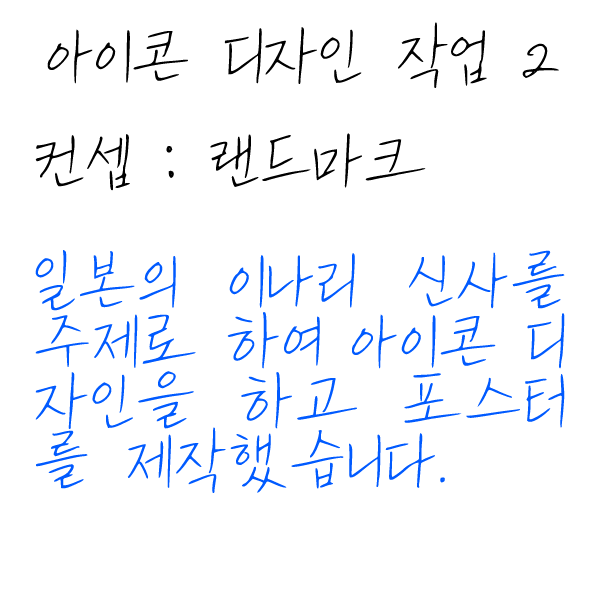 아이콘 디자인 작업 2
컨셉 : 랜드마크
일본의 이나리 신사를
주제로 하여 아이콘 디
자인을 하고 포스터
를 제작했습니다.